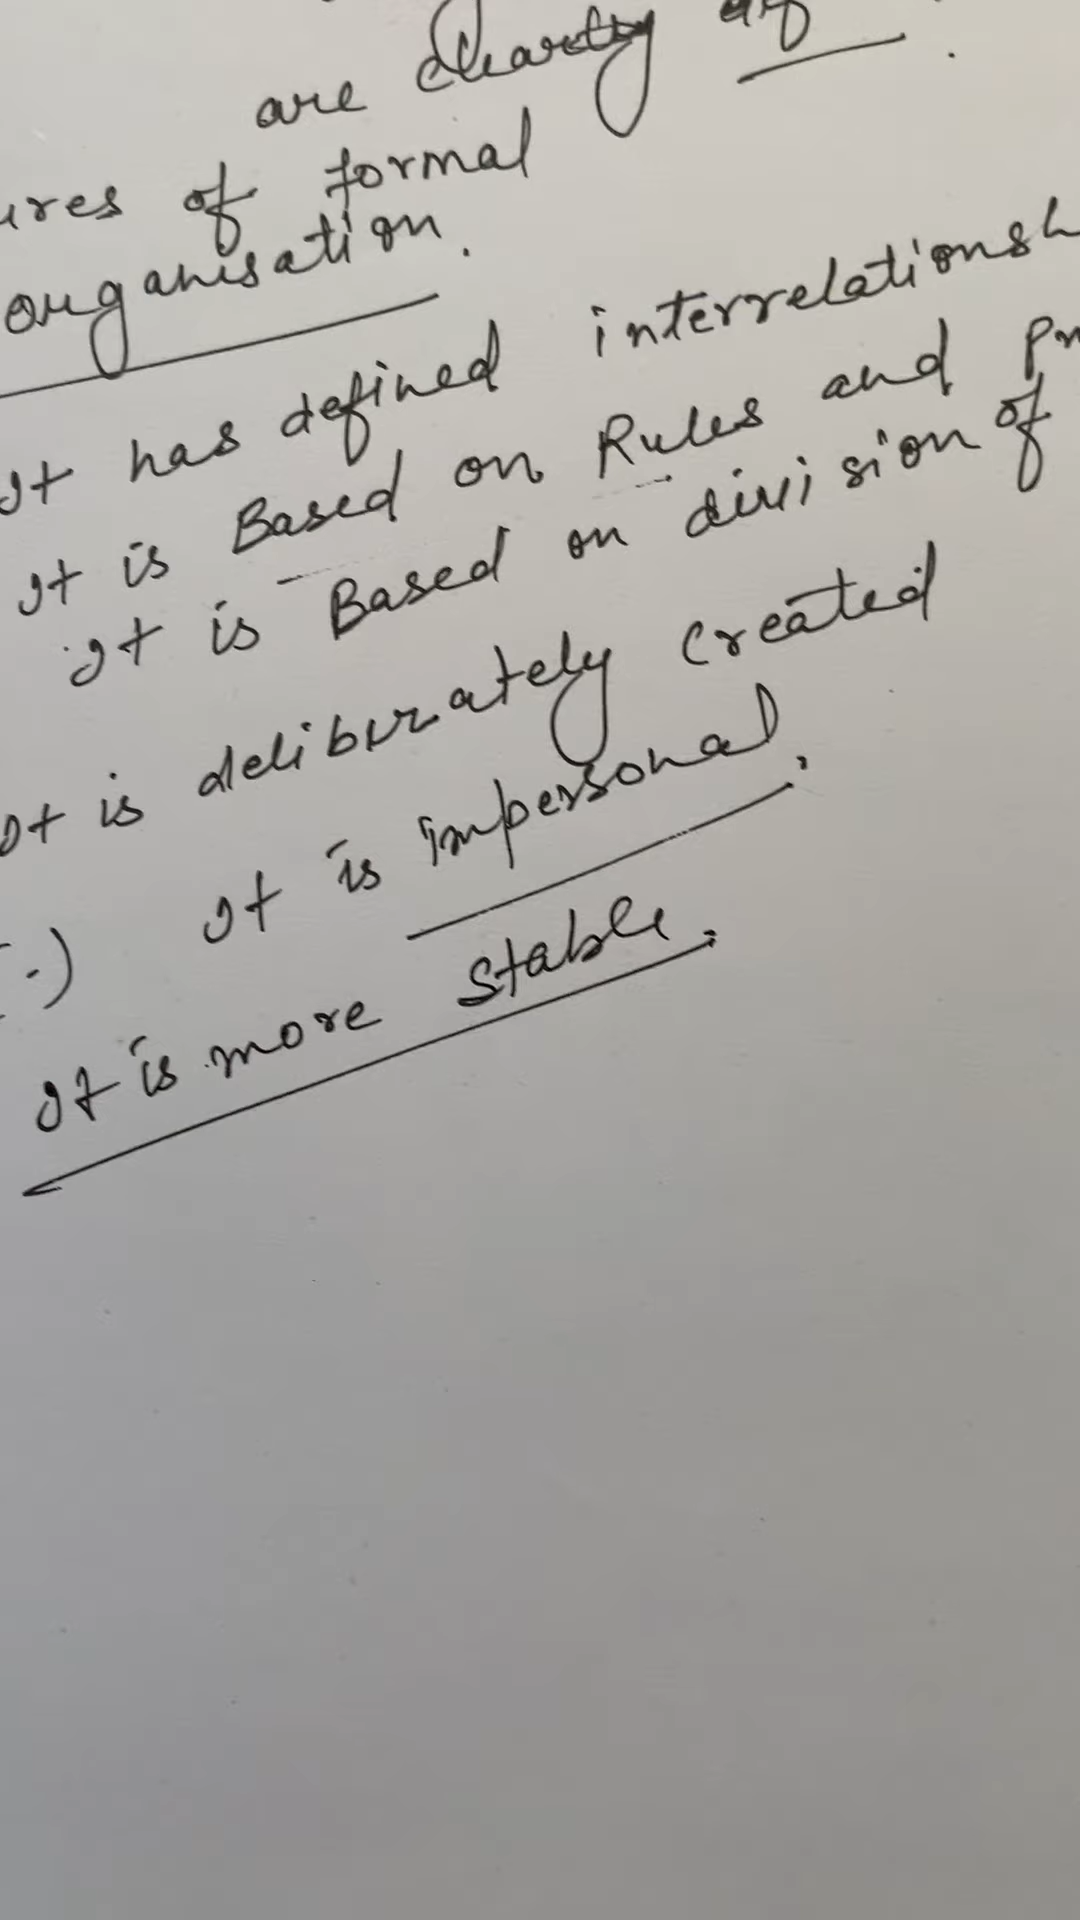 are clearly
ures of formal
organisation.
It has defined interrelationsh
It is Based on Rules and Pr
It is Based on division of
It is deliberately created
.) It is impersonal.
It is more stable.